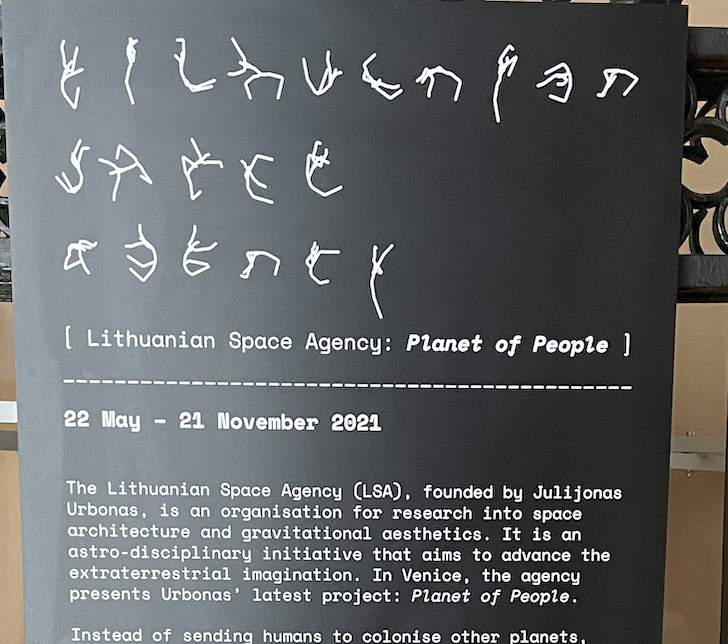 [ Lithuanian Space Agency: Planet of People ]
22 May – 21 November 2021
The Lithuanian Space Agency (LSA), founded by Julijonas
Urbonas, is an organisation for research into space
architecture and gravitational aesthetics. It is an
astro-disciplinary initiative that aims to advance the
extraterrestrial imagination. In Venice, the agency
presents Urbonas' latest project: Planet of People.
Instead of sending humans to colonise other planets,